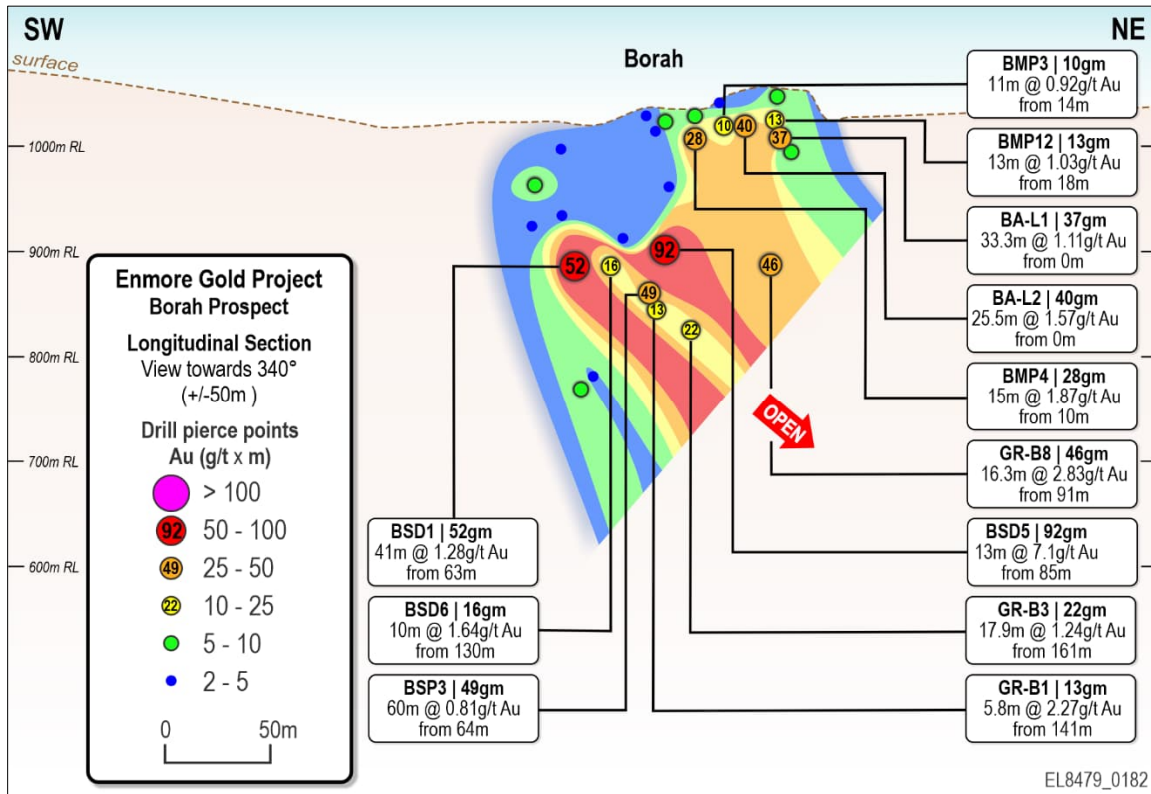 SW
NE
surface
Borah
1000m RL
900m RL
800m RL
700m RL
600m RL
Enmore Gold Project
Borah Prospect
Longitudinal Section
View towards 340°
(+/-50m )
Drill pierce points
Au (g/t x m)
> 100
92 50 - 100
49 25 - 50
22 10 - 25
5 - 10
2 - 5
0 50m
28
10
40
13
37
52
16
92
49
13
22
46
OPEN
BSD1 | 52gm
41m @ 1.28g/t Au
from 63m
BSD6 | 16gm
10m @ 1.64g/t Au
from 130m
BSP3 | 49gm
60m @ 0.81g/t Au
from 64m
BMP3 | 10gm
11m @ 0.92g/t Au
from 14m
BMP12 | 13gm
13m @ 1.03g/t Au
from 18m
BA-L1 | 37gm
33.3m @ 1.11g/t Au
from 0m
BA-L2 | 40gm
25.5m @ 1.57g/t Au
from 0m
BMP4 | 28gm
15m @ 1.87g/t Au
from 10m
GR-B8 | 46gm
16.3m @ 2.83g/t Au
from 91m
BSD5 | 92gm
13m @ 7.1g/t Au
from 85m
GR-B3 | 22gm
17.9m @ 1.24g/t Au
from 161m
GR-B1 | 13gm
5.8m @ 2.27g/t Au
from 141m
EL8479_0182